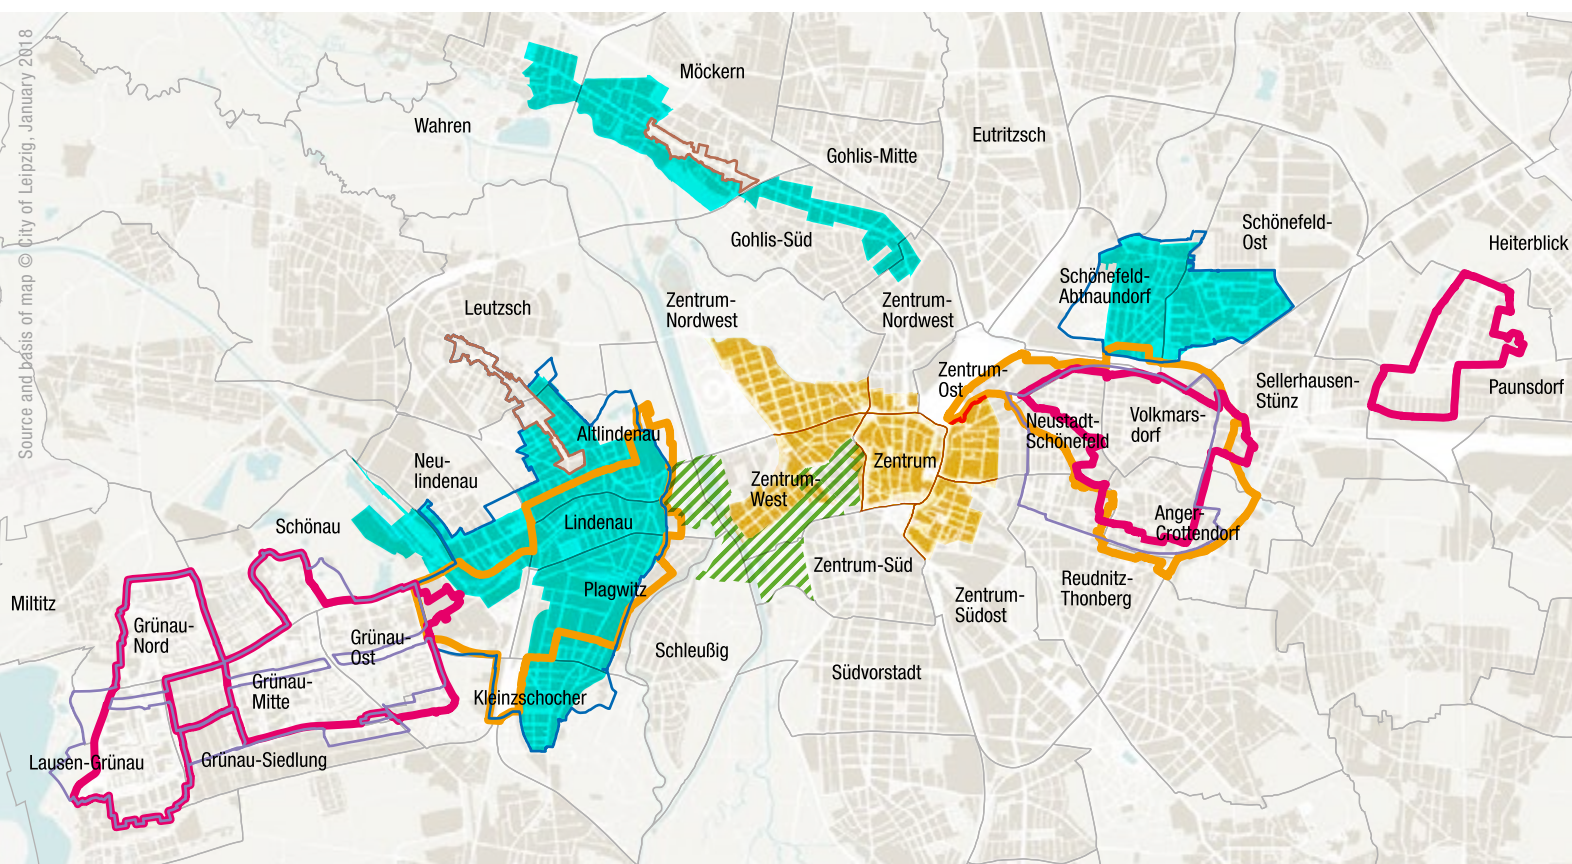 Source and basis of map © City of Leipzig, January 2018
Möckern
Wahren
Eutritzsch
Gohlis-Mitte
Gohlis-Süd
Schönefeld-
Ost
Heiterblick
Schönefeld-
Abtnaundorf
Leutzsch
Zentrum-
Nordwest
Zentrum-
Nordwest
Zentrum-
Ost
Sellerhausen-
Stünz
Paunsdorf
Neustadt-
Schönefeld
Volkmars-
dorf
Altlindenau
Neu-
lindenau
Zentrum
Zentrum-
West
Schönau
Lindenau
Anger-
Crottendorf
Zentrum-Süd
Plagwitz
Reudnitz-
Thonberg
Zentrum-
Südost
Miltitz
Grünau-
Nord
Grünau-
Ost
Schleußig
Südvorstadt
Grünau-
Mitte
Kleinzschocher
Lausen-Grünau
Grünau-Siedlung